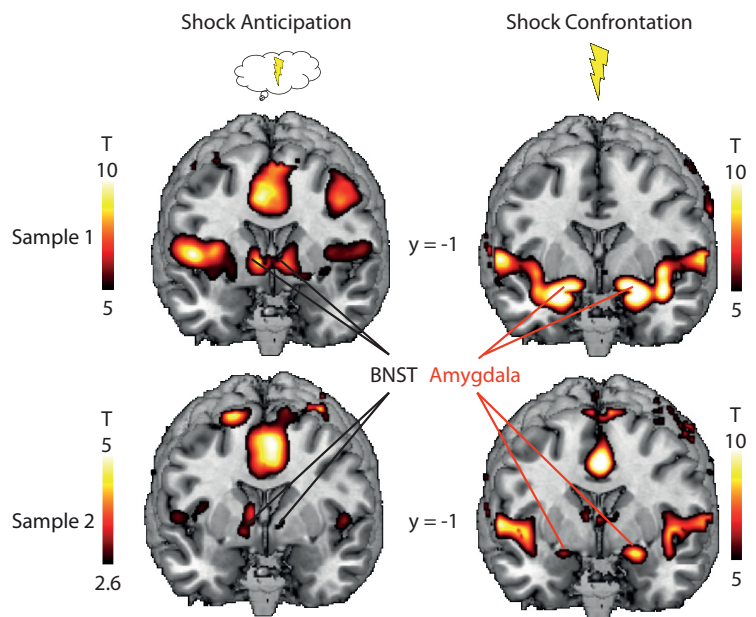 Shock Anticipation
Shock Confrontation
T
10
5
Sample 1
y = -1
T
10
5
BNST Amygdala
T
5
2.6
Sample 2
y = -1
T
10
5